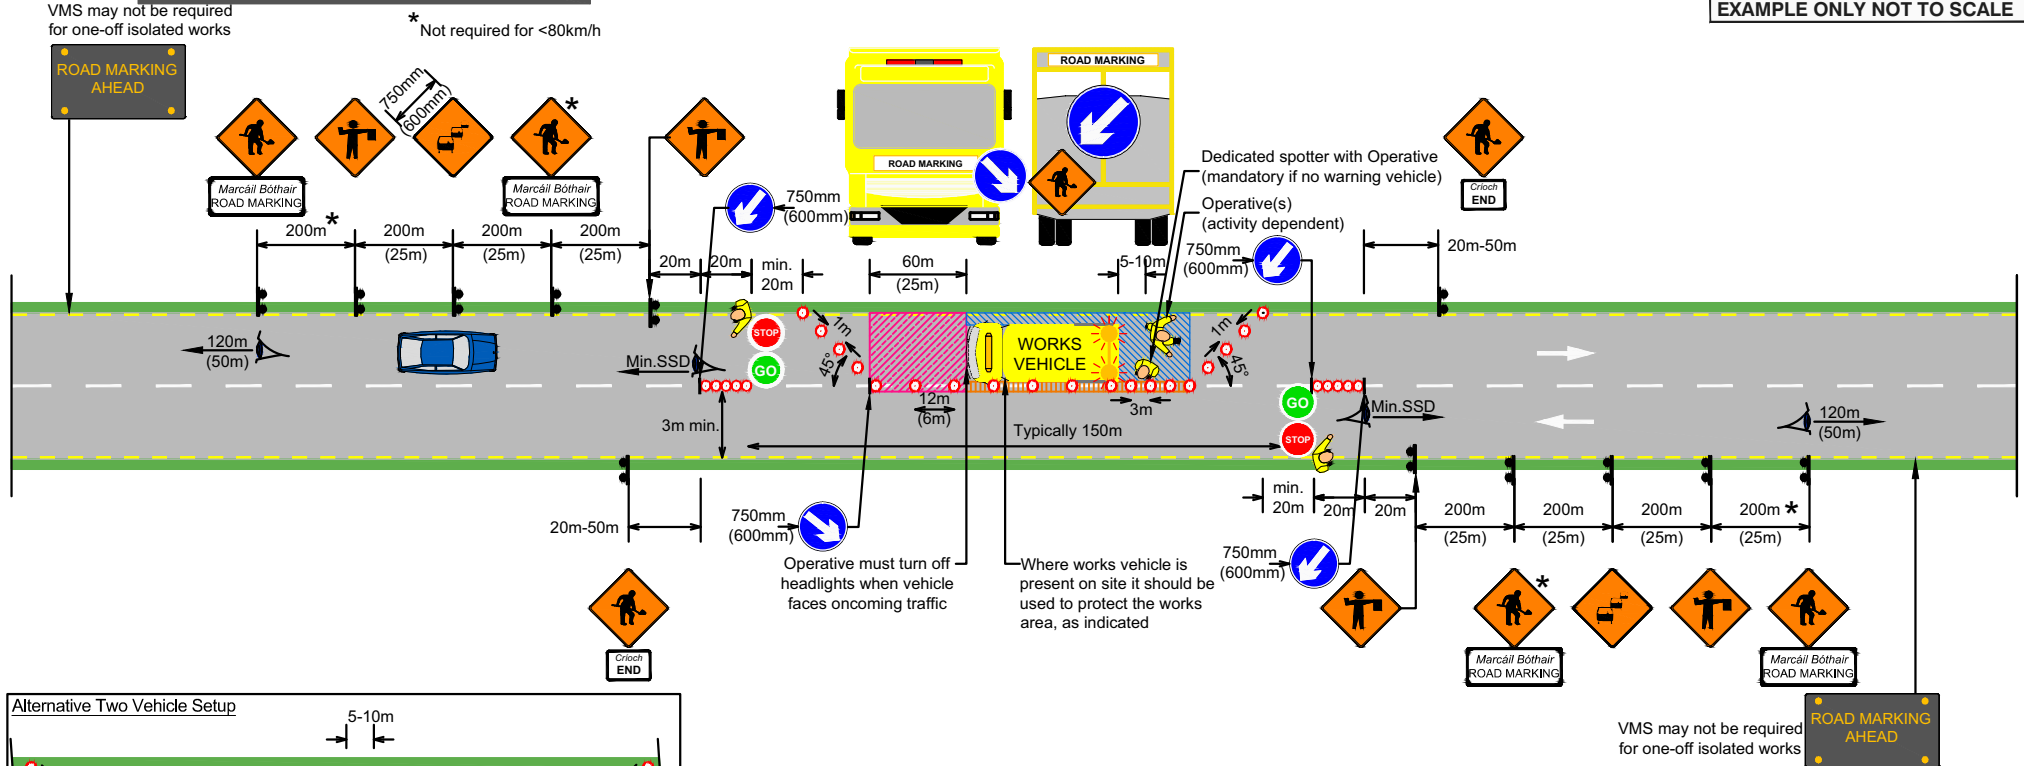 VMS may not be required
for one-off isolated works
*Not required for <80km/h
EXAMPLE ONLY NOT TO SCALE
ROAD MARKING
AHEAD
750mm
(600mm)
*
Marcáil Bóthair
ROAD MARKING
Marcáil Bóthair
ROAD MARKING
ROAD MARKING
ROAD MARKING
Dedicated spotter with Operative
(mandatory if no warning vehicle)
Operative(s)
(activity dependent)
Críoch
END
750mm
(600mm)
750mm
(600mm)
200m*
200m
(25m)
200m
(25m)
200m
(25m)
20m
20m
min.
20m
60m
(25m)
5-10m
20m-50m
120m
(50m)
Min.SSD
STOP
GO
1m
45°
WORKS
VEHICLE
1m
45°
12m
(6m)
3m
3m min.
Typically 150m
GO
STOP
Min.SSD
120m
(50m)
20m-50m
750mm
(600mm)
Operative must turn off
headlights when vehicle
faces oncoming traffic
Where works vehicle is
present on site it should be
used to protect the works
area, as indicated
750mm
(600mm)
min.
20m
20m
20m
200m
(25m)
200m
(25m)
200m
(25m)
200m*
(25m)
Críoch
END
*
Marcáil Bóthair
ROAD MARKING
Marcáil Bóthair
ROAD MARKING
Alternative Two Vehicle Setup
5-10m
VMS may not be required
for one-off isolated works
ROAD MARKING
AHEAD